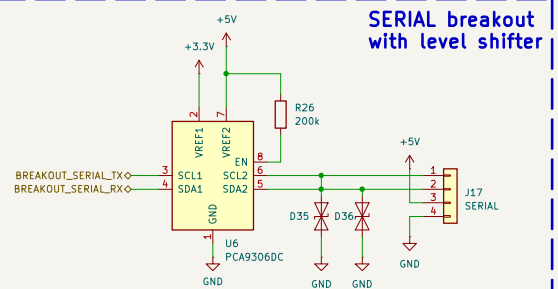 SERIAL breakout
with level shifter
+5V
+3.3V
R26
200k
2
7
VREF1
VREF2
EN
8
+5V
BREAKOUT_SERIAL_TX
3
SCL1
SCL2
6
1
BREAKOUT_SERIAL_RX
4
SDA1
SDA2
5
2
3
4
J17
SERIAL
GND
D35
D36
1
U6
PCA9306DC
GND
GND
GND
GND